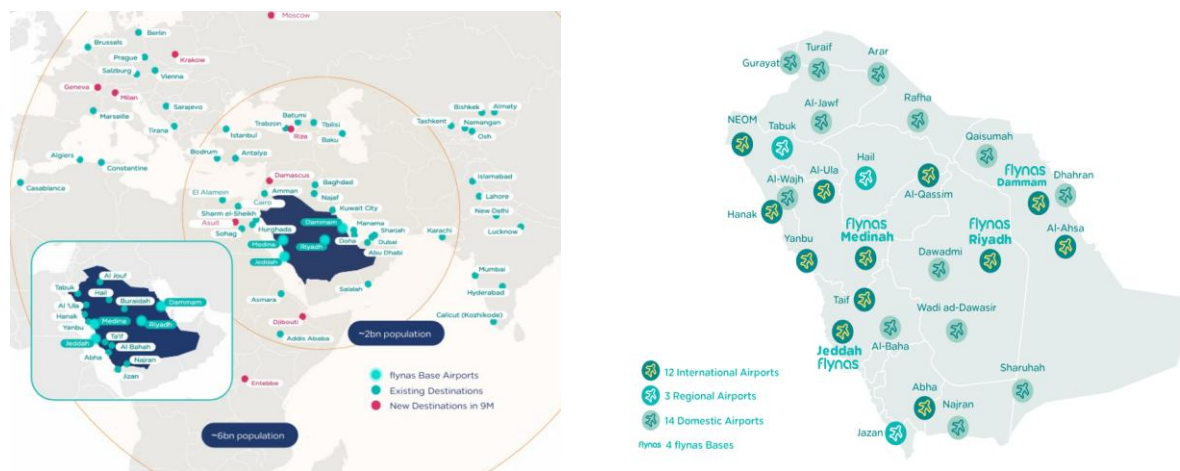 Moscow
Berlin
Brussels
Prague
Krakow
Salzburg
Vienna
Geneva
Milan
Sarajevo
Marseille
Tirana
Batumi
Trabzon
Tbilisi
Rize
Istanbul
Baku
Bishkek
Almaty
Tashkent
Namangan
Osh
Bodrum
Antalya
Algiers
Constantine
Casablanca
Damascus
Baghdad
Islamabad
El Alamein
Amman
Najaf
Lahore
Cairo
Kuwait City
New Delhi
Sharm el-Sheikh
Dammam
Asuit
Manama
Lucknow
Sohag
Hurghada
Sharjah
Karachi
Medina
Riyadh
Doha
Dubai
Jeddah
Abu Dhabi
Mumbai
Salalah
Hyderabad
Asmara
Djibouti
Calicut (Kozhikode)
Addis Ababa
~2bn population
Entebbe
~6bn population
flynas Base Airports
Existing Destinations
New Destinations in 9M
Al Jouf
Tabuk
Hail
Buraidah
Dammam
Al 'Ula
Hanak
Medina
Riyadh
Yanbu
Jeddah
Ta'if
Al Bahah
Abha
Najran
Jizan
Turaif
Arar
Gurayat
Al-Jawf
Rafha
NEOM
Tabuk
Qaisumah
Hail
flynas
Dammam
Dhahran
Al-Wajh
Al-Ula
Al-Qassim
Hanak
flynas
Medinah
flynas
Riyadh
Al-Ahsa
Yanbu
Dawadmi
Taif
Wadi ad-Dawasir
Jeddah
flynas
Al-Baha
Sharuhah
Abha
Najran
Jazan
12 International Airports
3 Regional Airports
14 Domestic Airports
flynas 4 flynas Bases